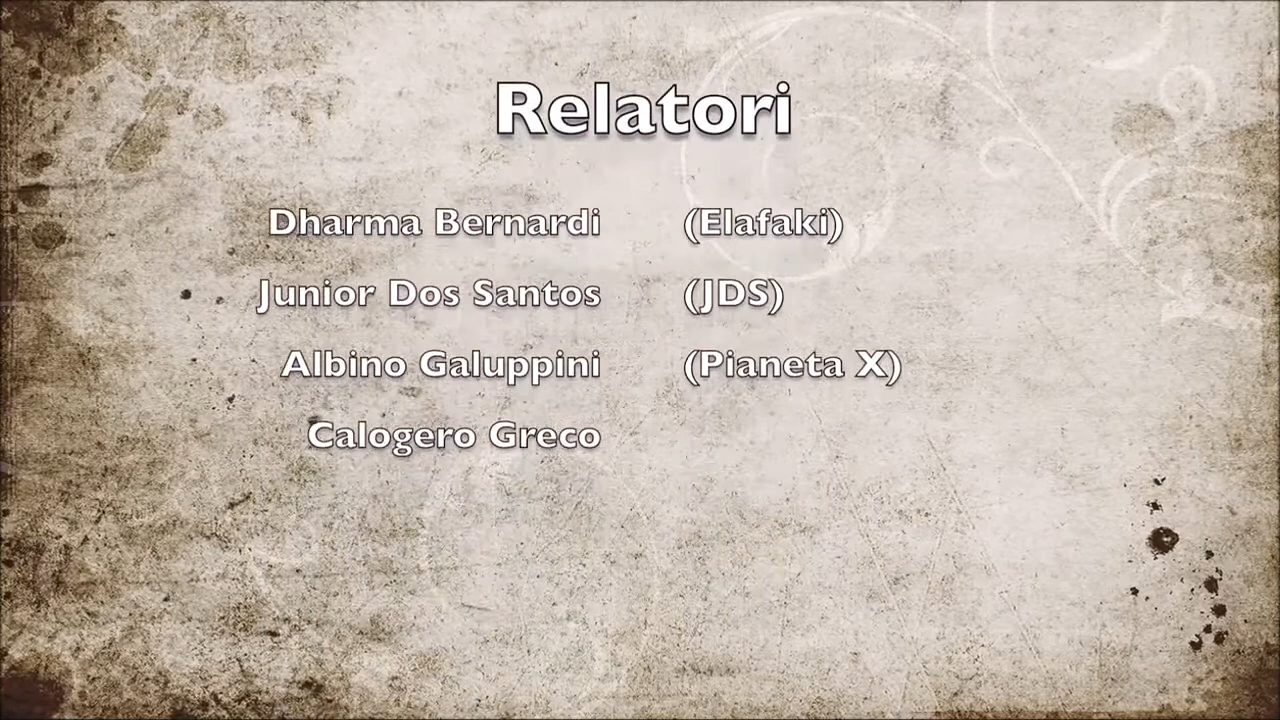 Relatori
Dharma Bernardi (Elafaki)
Junior Dos Santos (JDS)
Albino Galuppini (Pianeta X)
Calogero Greco